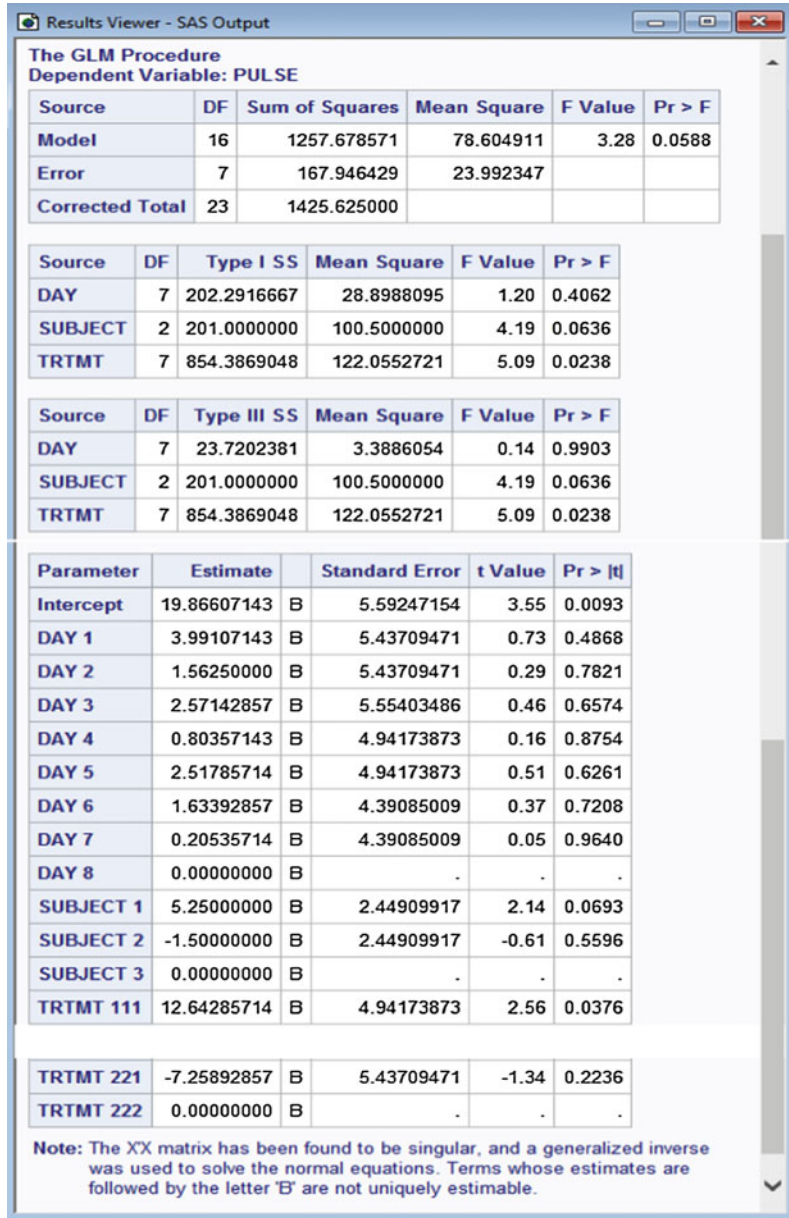 Results Viewer - SAS Output
The GLM Procedure
Dependent Variable: PULSE
Source DF Sum of Squares Mean Square F Value Pr > F
Model 16 1257.678571 78.604911 3.28 0.0588
Error 7 167.946429 23.992347
Corrected Total 23 1425.625000
Source DF Type I SS Mean Square F Value Pr > F
DAY 7 202.2916667 28.8988095 1.20 0.4062
SUBJECT 2 201.0000000 100.5000000 4.19 0.0636
TRTMT 7 854.3869048 122.0552721 5.09 0.0238
Source DF Type III SS Mean Square F Value Pr > F
DAY 7 23.7202381 3.3886054 0.14 0.9903
SUBJECT 2 201.0000000 100.5000000 4.19 0.0636
TRTMT 7 854.3869048 122.0552721 5.09 0.0238
Parameter Estimate Standard Error t Value Pr > |t|
Intercept 19.86607143 B 5.59247154 3.55 0.0093
DAY 1 3.99107143 B 5.43709471 0.73 0.4868
DAY 2 1.56250000 B 5.43709471 0.29 0.7821
DAY 3 2.57142857 B 5.55403486 0.46 0.6574
DAY 4 0.80357143 B 4.94173873 0.16 0.8754
DAY 5 2.51785714 B 4.94173873 0.51 0.6261
DAY 6 1.63392857 B 4.39085009 0.37 0.7208
DAY 7 0.20535714 B 4.39085009 0.05 0.9640
DAY 8 0.00000000 B . . .
SUBJECT 1 5.25000000 B 2.44909917 2.14 0.0693
SUBJECT 2 -1.50000000 B 2.44909917 -0.61 0.5596
SUBJECT 3 0.00000000 B . . .
TRTMT 111 12.64285714 B 4.94173873 2.56 0.0376
TRTMT 221 -7.25892857 B 5.43709471 -1.34 0.2236
TRTMT 222 0.00000000 B . . .
Note: The X'X matrix has been found to be singular, and a generalized inverse
was used to solve the normal equations. Terms whose estimates are
followed by the letter 'B' are not uniquely estimable.